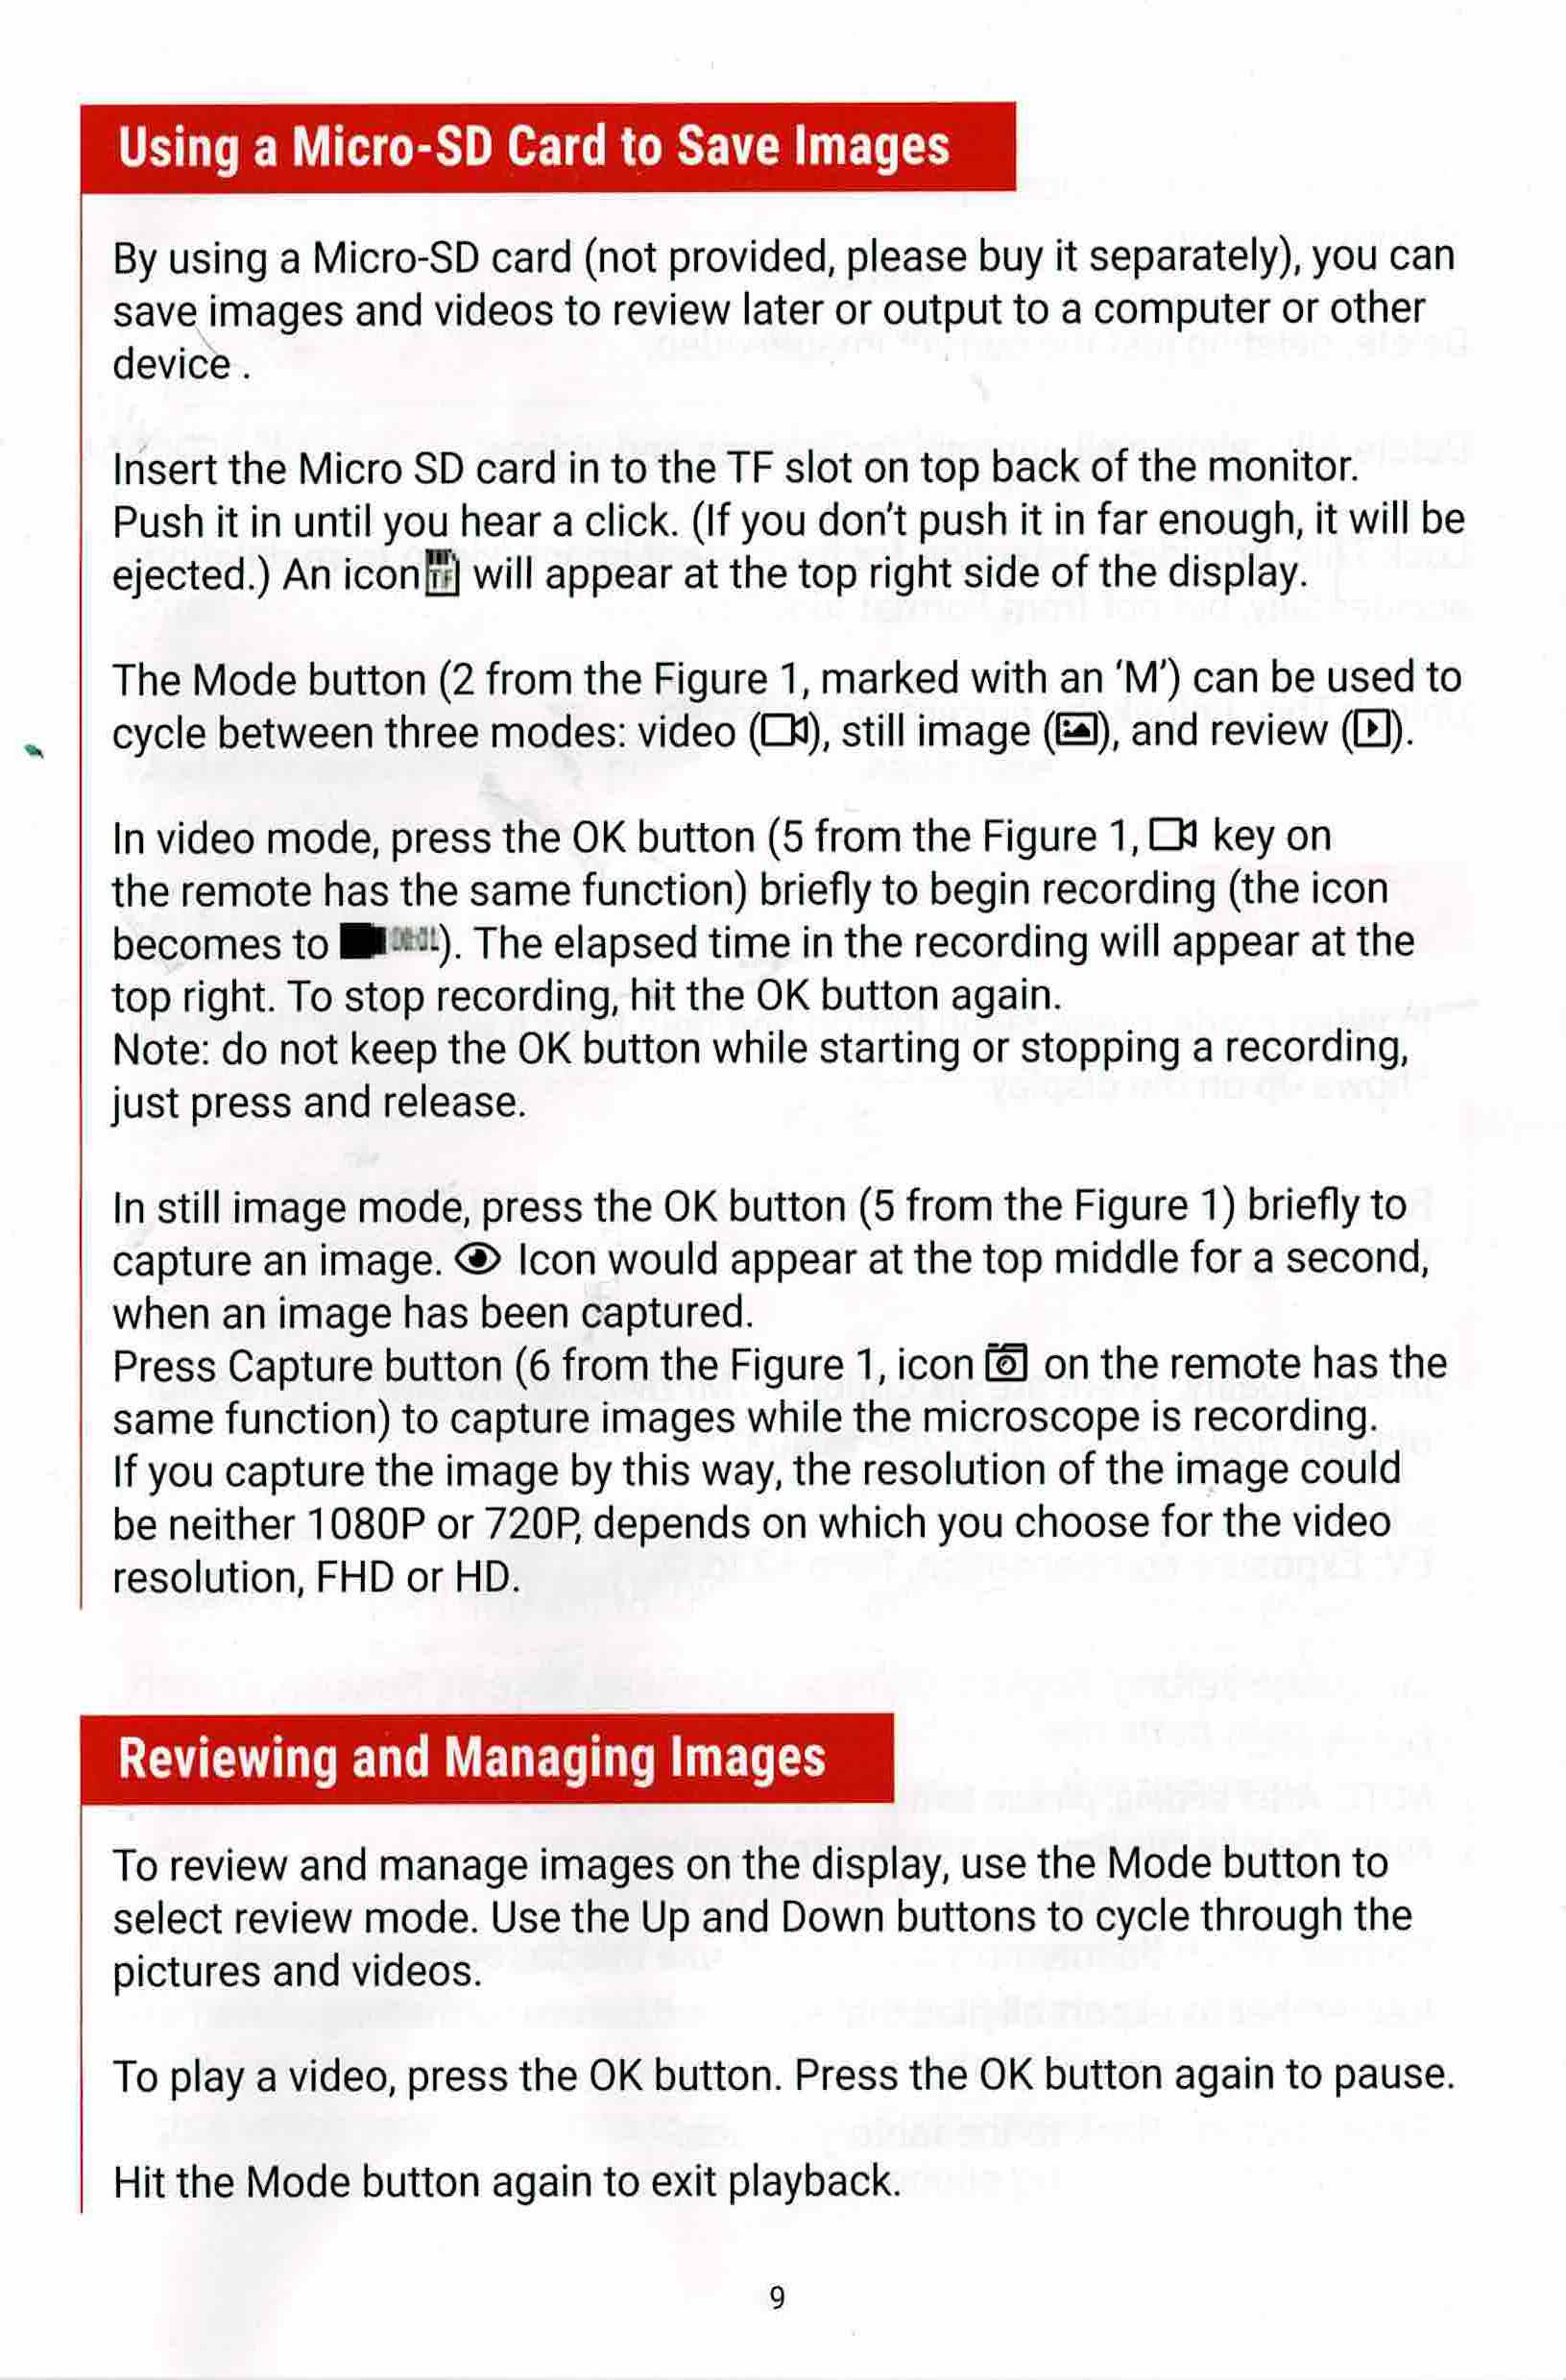 Using a Micro-SD Card to Save Images
By using a Micro-SD card (not provided, please buy it separately), you can
save images and videos to review later or output to a computer or other
device .
Insert the Micro SD card in to the TF slot on top back of the monitor.
Push it in until you hear a click. (If you don't push it in far enough, it will be
ejected.) An icon TF will appear at the top right side of the display.
The Mode button (2 from the Figure 1, marked with an ‘M’) can be used to
cycle between three modes: video (), still image (), and review ().
In video mode, press the OK button (5 from the Figure 1, key on
the remote has the same function) briefly to begin recording (the icon
becomes to ). The elapsed time in the recording will appear at the
top right. To stop recording, hit the OK button again.
Note: do not keep the OK button while starting or stopping a recording,
just press and release.
In still image mode, press the OK button (5 from the Figure 1) briefly to
capture an image. Icon would appear at the top middle for a second,
when an image has been captured.
Press Capture button (6 from the Figure 1, icon on the remote has the
same function) to capture images while the microscope is recording.
If you capture the image by this way, the resolution of the image could
be neither 1080P or 720P, depends on which you choose for the video
resolution, FHD or HD.
Reviewing and Managing Images
To review and manage images on the display, use the Mode button to
select review mode. Use the Up and Down buttons to cycle through the
pictures and videos.
To play a video, press the OK button. Press the OK button again to pause.
Hit the Mode button again to exit playback.
9